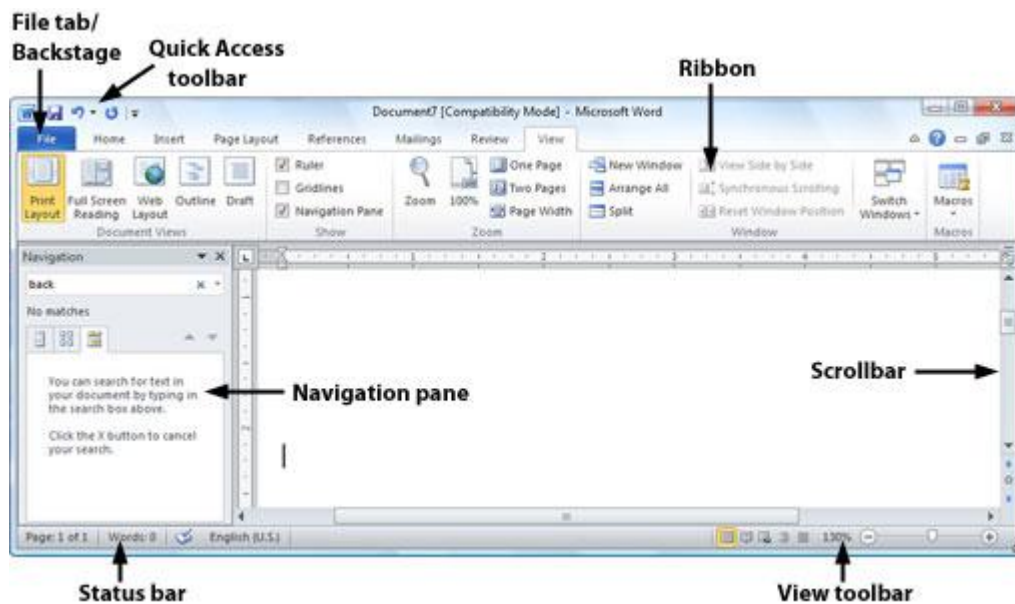 File tab/
Backstage
Quick Access
toolbar
Ribbon
Document7 [Compatibility Mode] - Microsoft Word
File Home Insert Page Layout References Mailings Review View
Print Layout
Full Screen Reading
Web Layout
Outline
Draft
Document Views
Ruler
Gridlines
Navigation Pane
Show
Zoom
100%
One Page
Two Pages
Page Width
Zoom
New Window
Arrange All
Split
View Side by Side
Synchronous Scrolling
Reset Window Position
Switch Windows
Window
Macros
Macros
Navigation
back
No matches
You can search for text in
your document by typing in
the search box above.
Click the X button to cancel
your search.
Navigation pane
L
1 2 3 4 5
Scrollbar
Page: 1 of 1 Words: 0 English (U.S.) 130%
Status bar
View toolbar